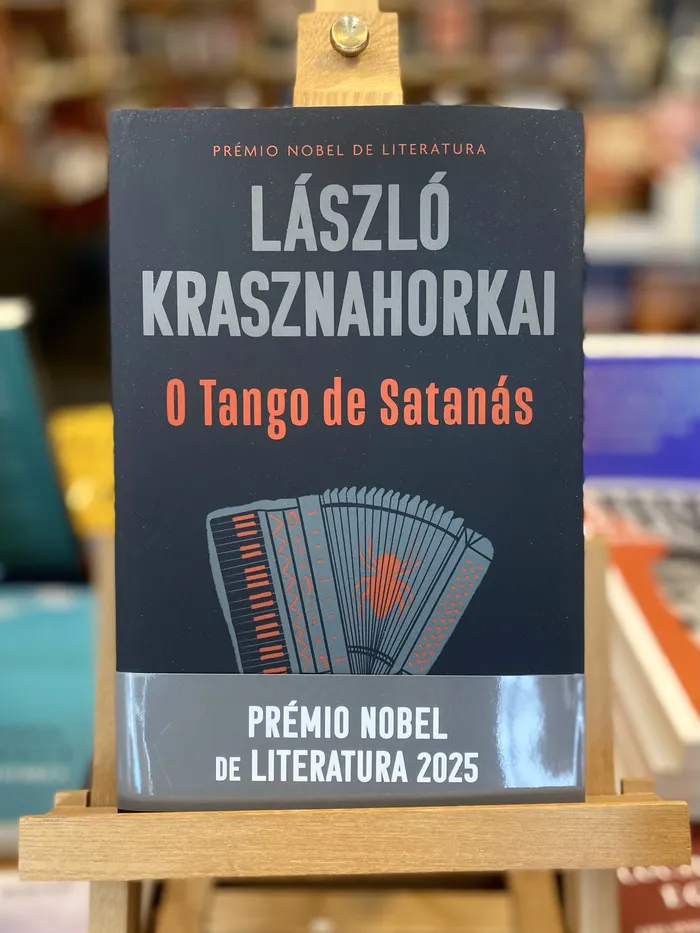 PRÉMIO NOBEL DE LITERATURA
LÁSZLÓ
KRASZNAHORKAI
O Tango de Satanás
PRÉMIO NOBEL
DE LITERATURA 2025